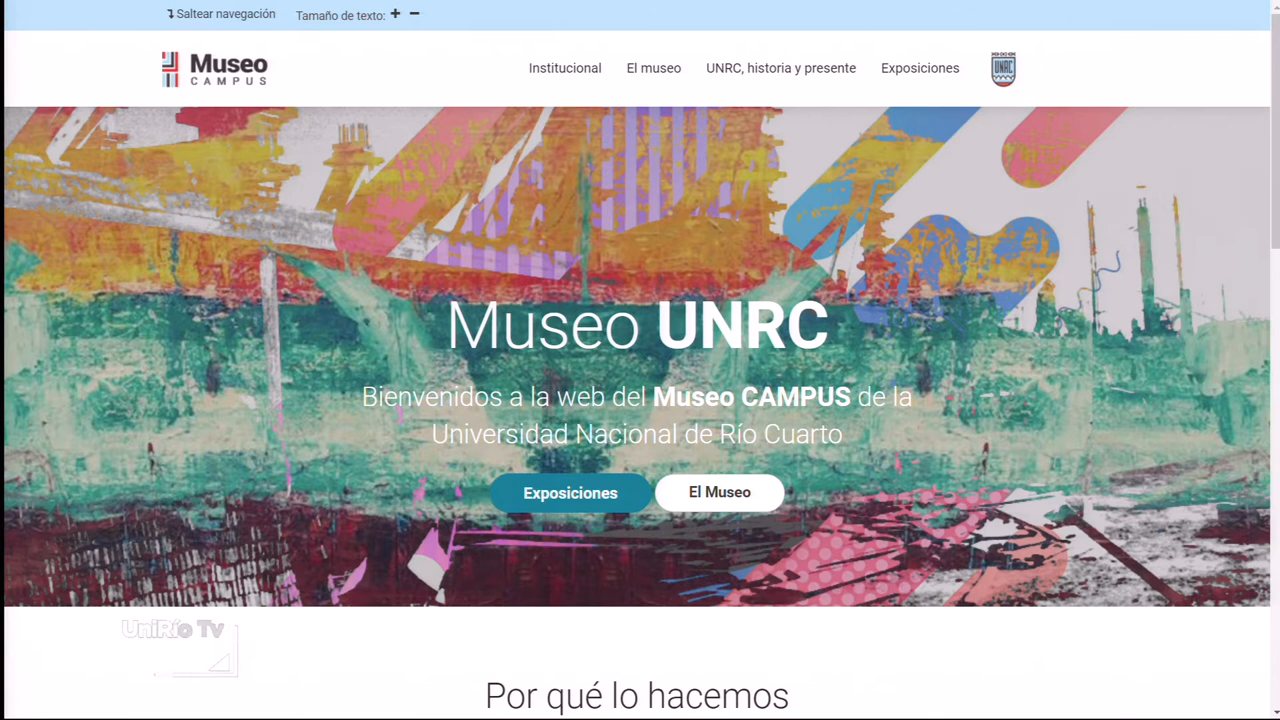 Saltear navegación
Tamaño de texto: + −
Museo
CAMPUS
Institucional
El museo
UNRC, historia y presente
Exposiciones
UNRC
Museo UNRC
Bienvenidos a la web del Museo CAMPUS de la
Universidad Nacional de Río Cuarto
Exposiciones
El Museo
UniRío Tv
Por qué lo hacemos